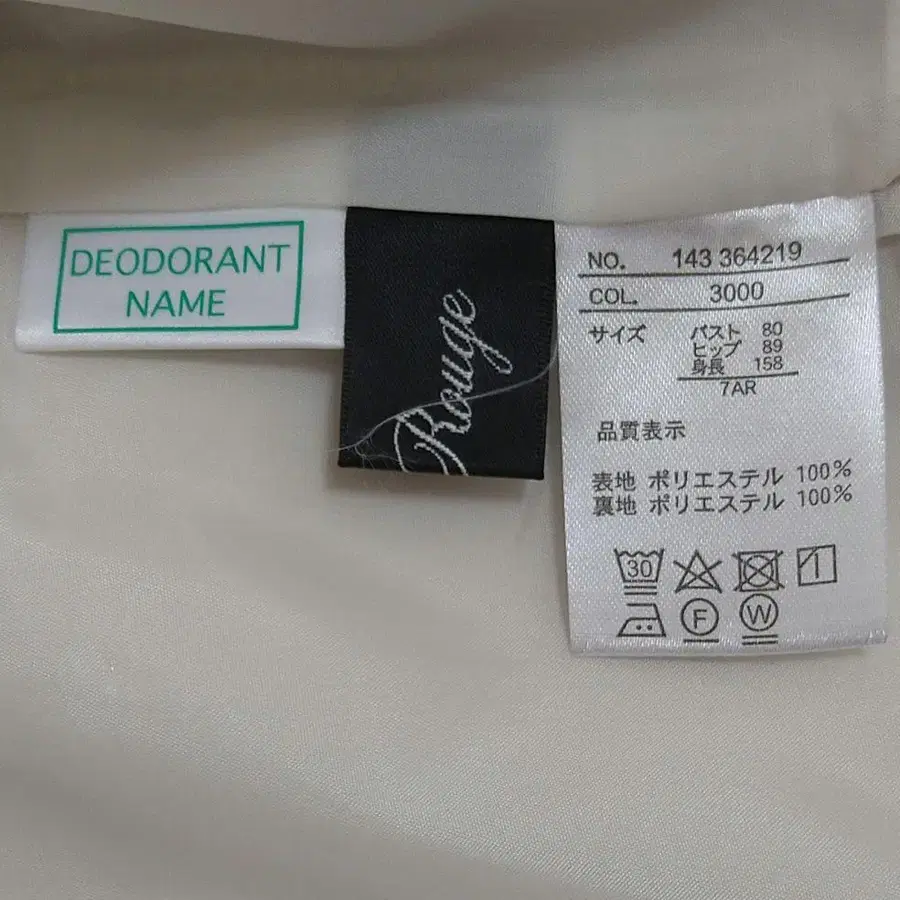 DEODORANT
NAME
Rouge
NO. 143 364219
COL. 3000
サイズ バスト 80
ヒップ 89
身長 158
7AR
品質表示
表地 ポリエステル 100%
裏地 ポリエステル 100%
30
F W